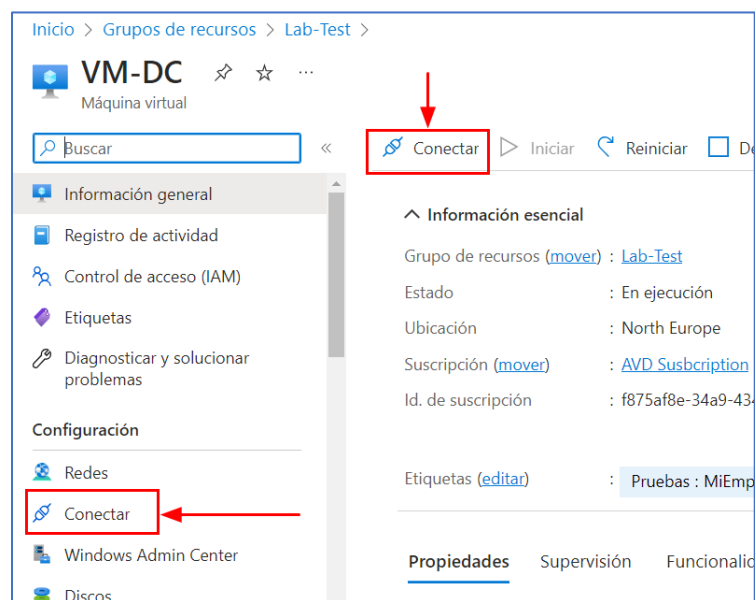 Inicio > Grupos de recursos > Lab-Test >
VM-DC
Máquina virtual
Buscar
Información general
Registro de actividad
Control de acceso (IAM)
Etiquetas
Diagnosticar y solucionar
problemas
Configuración
Redes
Conectar
Windows Admin Center
Discos
Conectar Iniciar Reiniciar De
Información esencial
Grupo de recursos (mover) : Lab-Test
Estado : En ejecución
Ubicación : North Europe
Suscripción (mover) : AVD Susbcription
Id. de suscripción : f875af8e-34a9-434
Etiquetas (editar) : Pruebas : MiEmp
Propiedades Supervisión Funcionalid